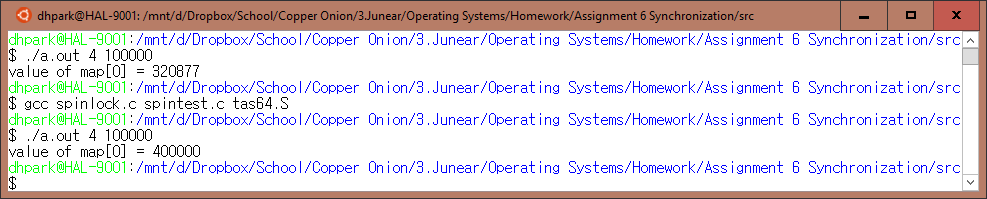 dhpark@HAL-9001: /mnt/d/Dropbox/School/Copper Onion/3.Junear/Operating Systems/Homework/Assignment 6 Synchronization/src
dhpark@HAL-9001:/mnt/d/Dropbox/School/Copper Onion/3.Junear/Operating Systems/Homework/Assignment 6 Synchronization/src
$ ./a.out 4 100000
value of map[0] = 320877
dhpark@HAL-9001:/mnt/d/Dropbox/School/Copper Onion/3.Junear/Operating Systems/Homework/Assignment 6 Synchronization/src
$ gcc spinlock.c spintest.c tas64.S
dhpark@HAL-9001:/mnt/d/Dropbox/School/Copper Onion/3.Junear/Operating Systems/Homework/Assignment 6 Synchronization/src
$ ./a.out 4 100000
value of map[0] = 400000
dhpark@HAL-9001:/mnt/d/Dropbox/School/Copper Onion/3.Junear/Operating Systems/Homework/Assignment 6 Synchronization/src
$